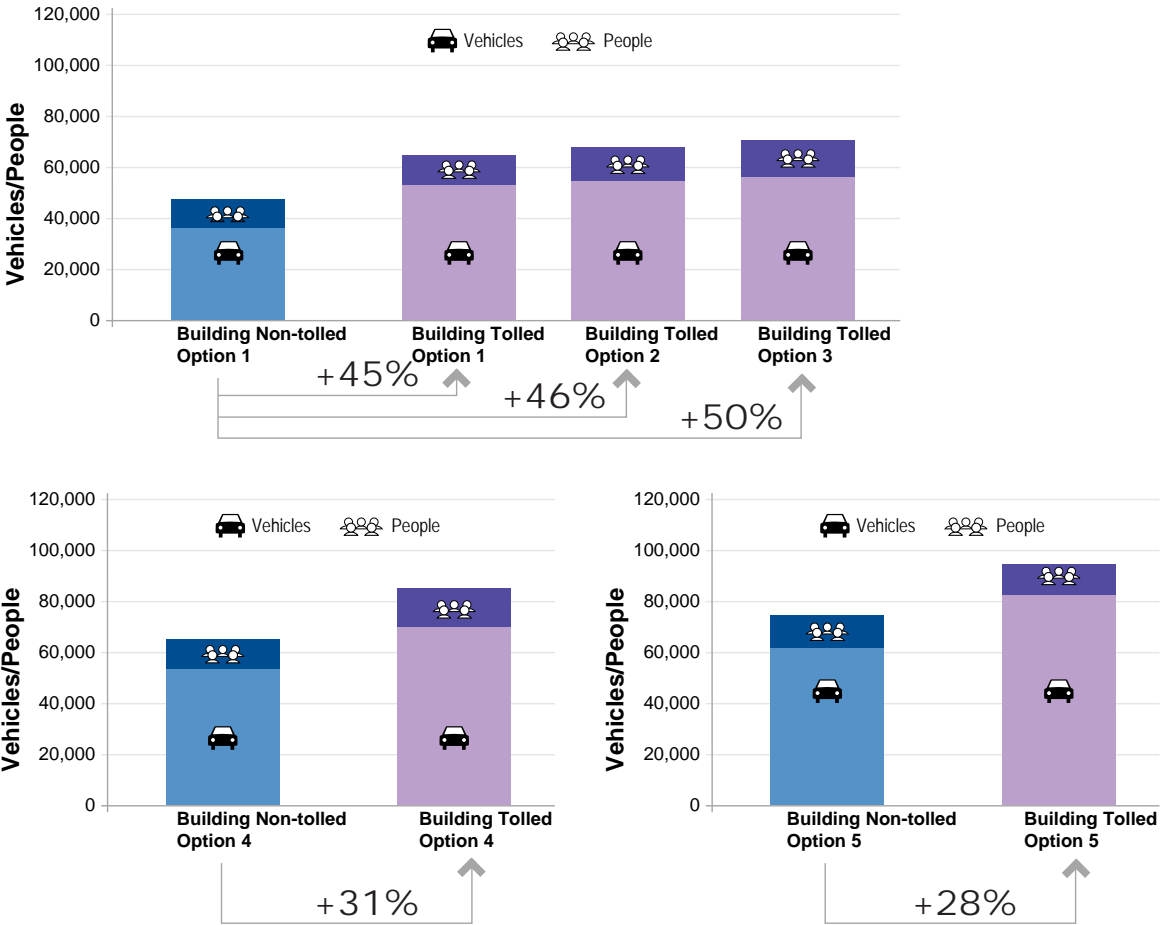 120,000
100,000
80,000
60,000
40,000
20,000
0
Vehicles/People
Vehicles People
Building Non-tolled
Option 1
Building Tolled
Option 1
Building Tolled
Option 2
Building Tolled
Option 3
+45%
+46%
+50%
120,000
100,000
80,000
60,000
40,000
20,000
0
Vehicles/People
Vehicles People
Building Non-tolled
Option 4
Building Tolled
Option 4
+31%
120,000
100,000
80,000
60,000
40,000
20,000
0
Vehicles/People
Vehicles People
Building Non-tolled
Option 5
Building Tolled
Option 5
+28%